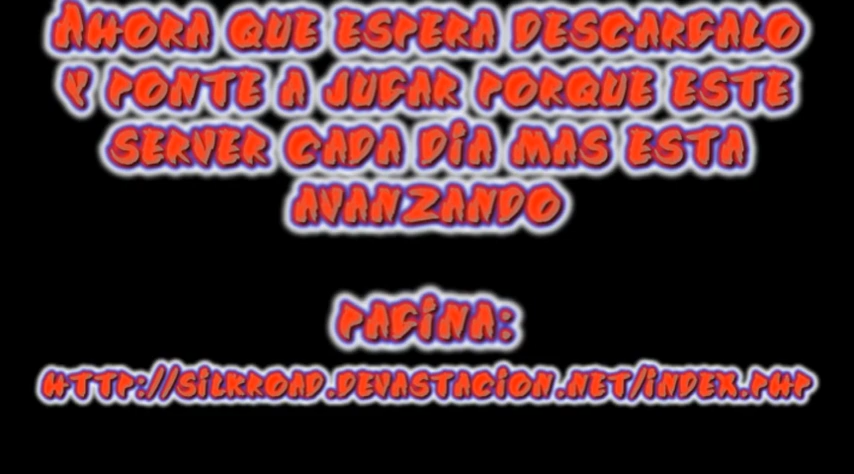 Ahora que espera descargalo
y ponte a jugar porque este
server cada día mas esta
avanzando
pagina:
http://silkroad.devastacion.net/index.php